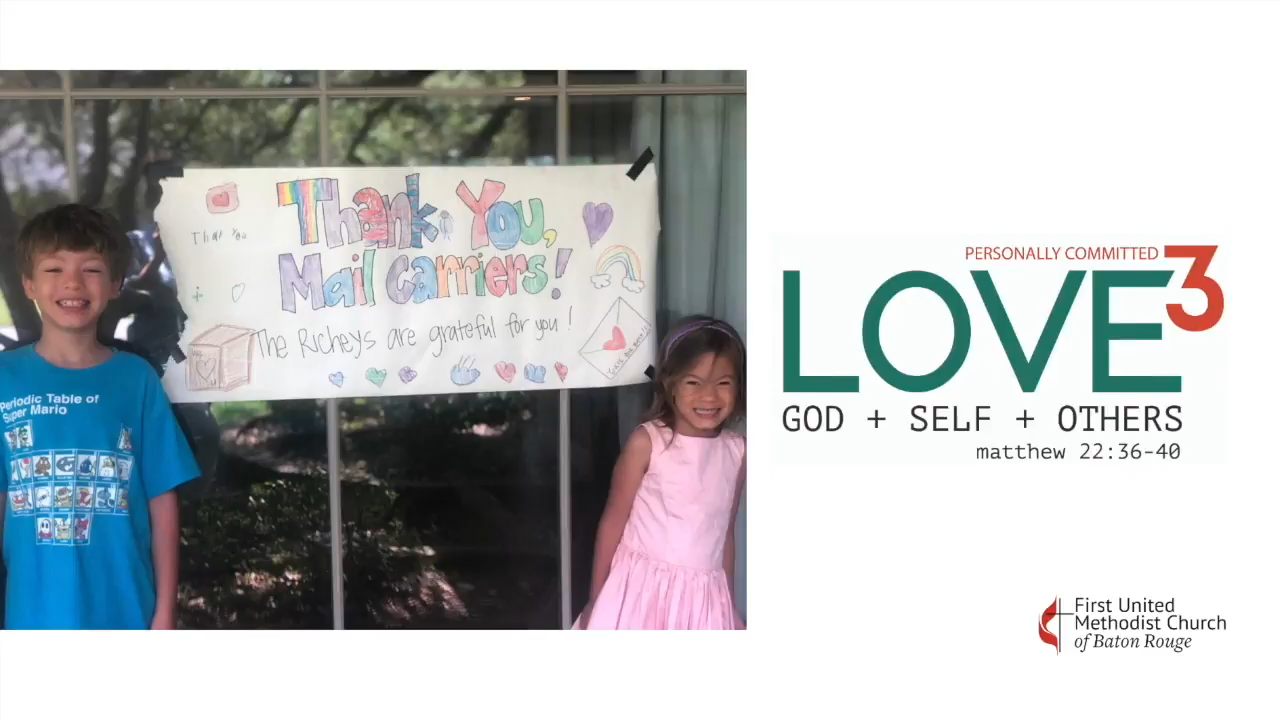 Thank You,
Mail Carriers!
The Richeys are grateful for you!
Thank You
Periodic Table of
Super Mario
PERSONALLY COMMITTED
LOVE3
GOD + SELF + OTHERS
matthew 22:36-40
First United
Methodist Church
of Baton Rouge